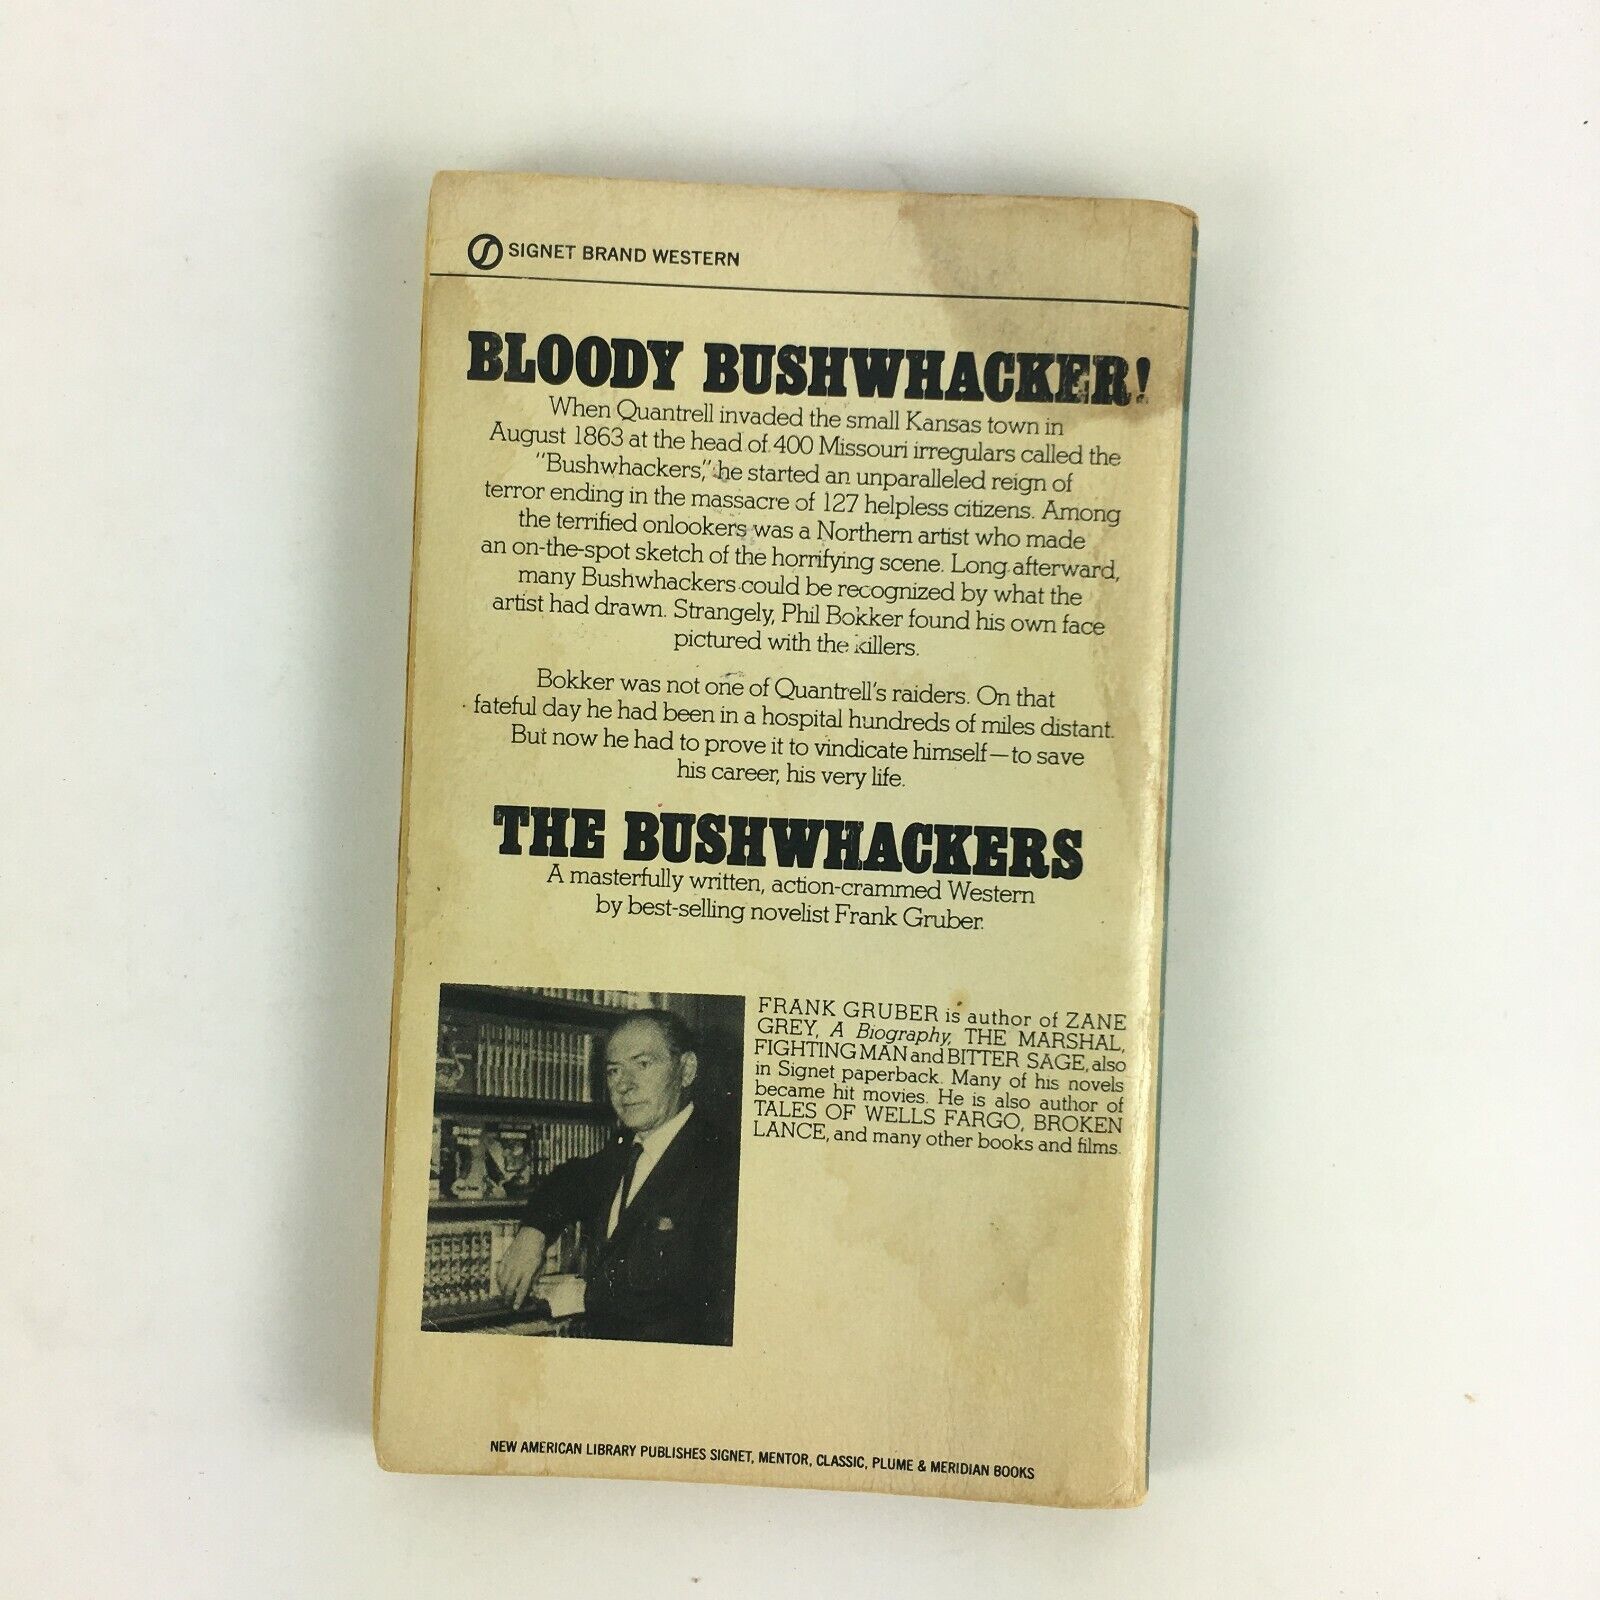 SIGNET BRAND WESTERN
BLOODY BUSHWHACKER!
When Quantrell invaded the small Kansas town in
August 1863 at the head of 400 Missouri irregulars called the
"Bushwhackers," he started an unparalleled reign of
terror ending in the massacre of 127 helpless citizens. Among
the terrified onlookers was a Northern artist who made
an on-the-spot sketch of the horrifying scene. Long afterward,
many Bushwhackers could be recognized by what the
artist had drawn. Strangely, Phil Bokker found his own face
pictured with the killers.
Bokker was not one of Quantrell's raiders. On that
fateful day he had been in a hospital hundreds of miles distant.
But now he had to prove it to vindicate himself—to save
his career, his very life.
THE BUSHWHACKERS
A masterfully written, action-crammed Western
by best-selling novelist Frank Gruber.
FRANK GRUBER is author of ZANE
GREY, A Biography, THE MARSHAL,
FIGHTING MAN and BITTER SAGE, also
in Signet paperback. Many of his novels
became hit movies. He is also author of
TALES OF WELLS FARGO, BROKEN
LANCE, and many other books and films.
NEW AMERICAN LIBRARY PUBLISHES SIGNET, MENTOR, CLASSIC, PLUME & MERIDIAN BOOKS